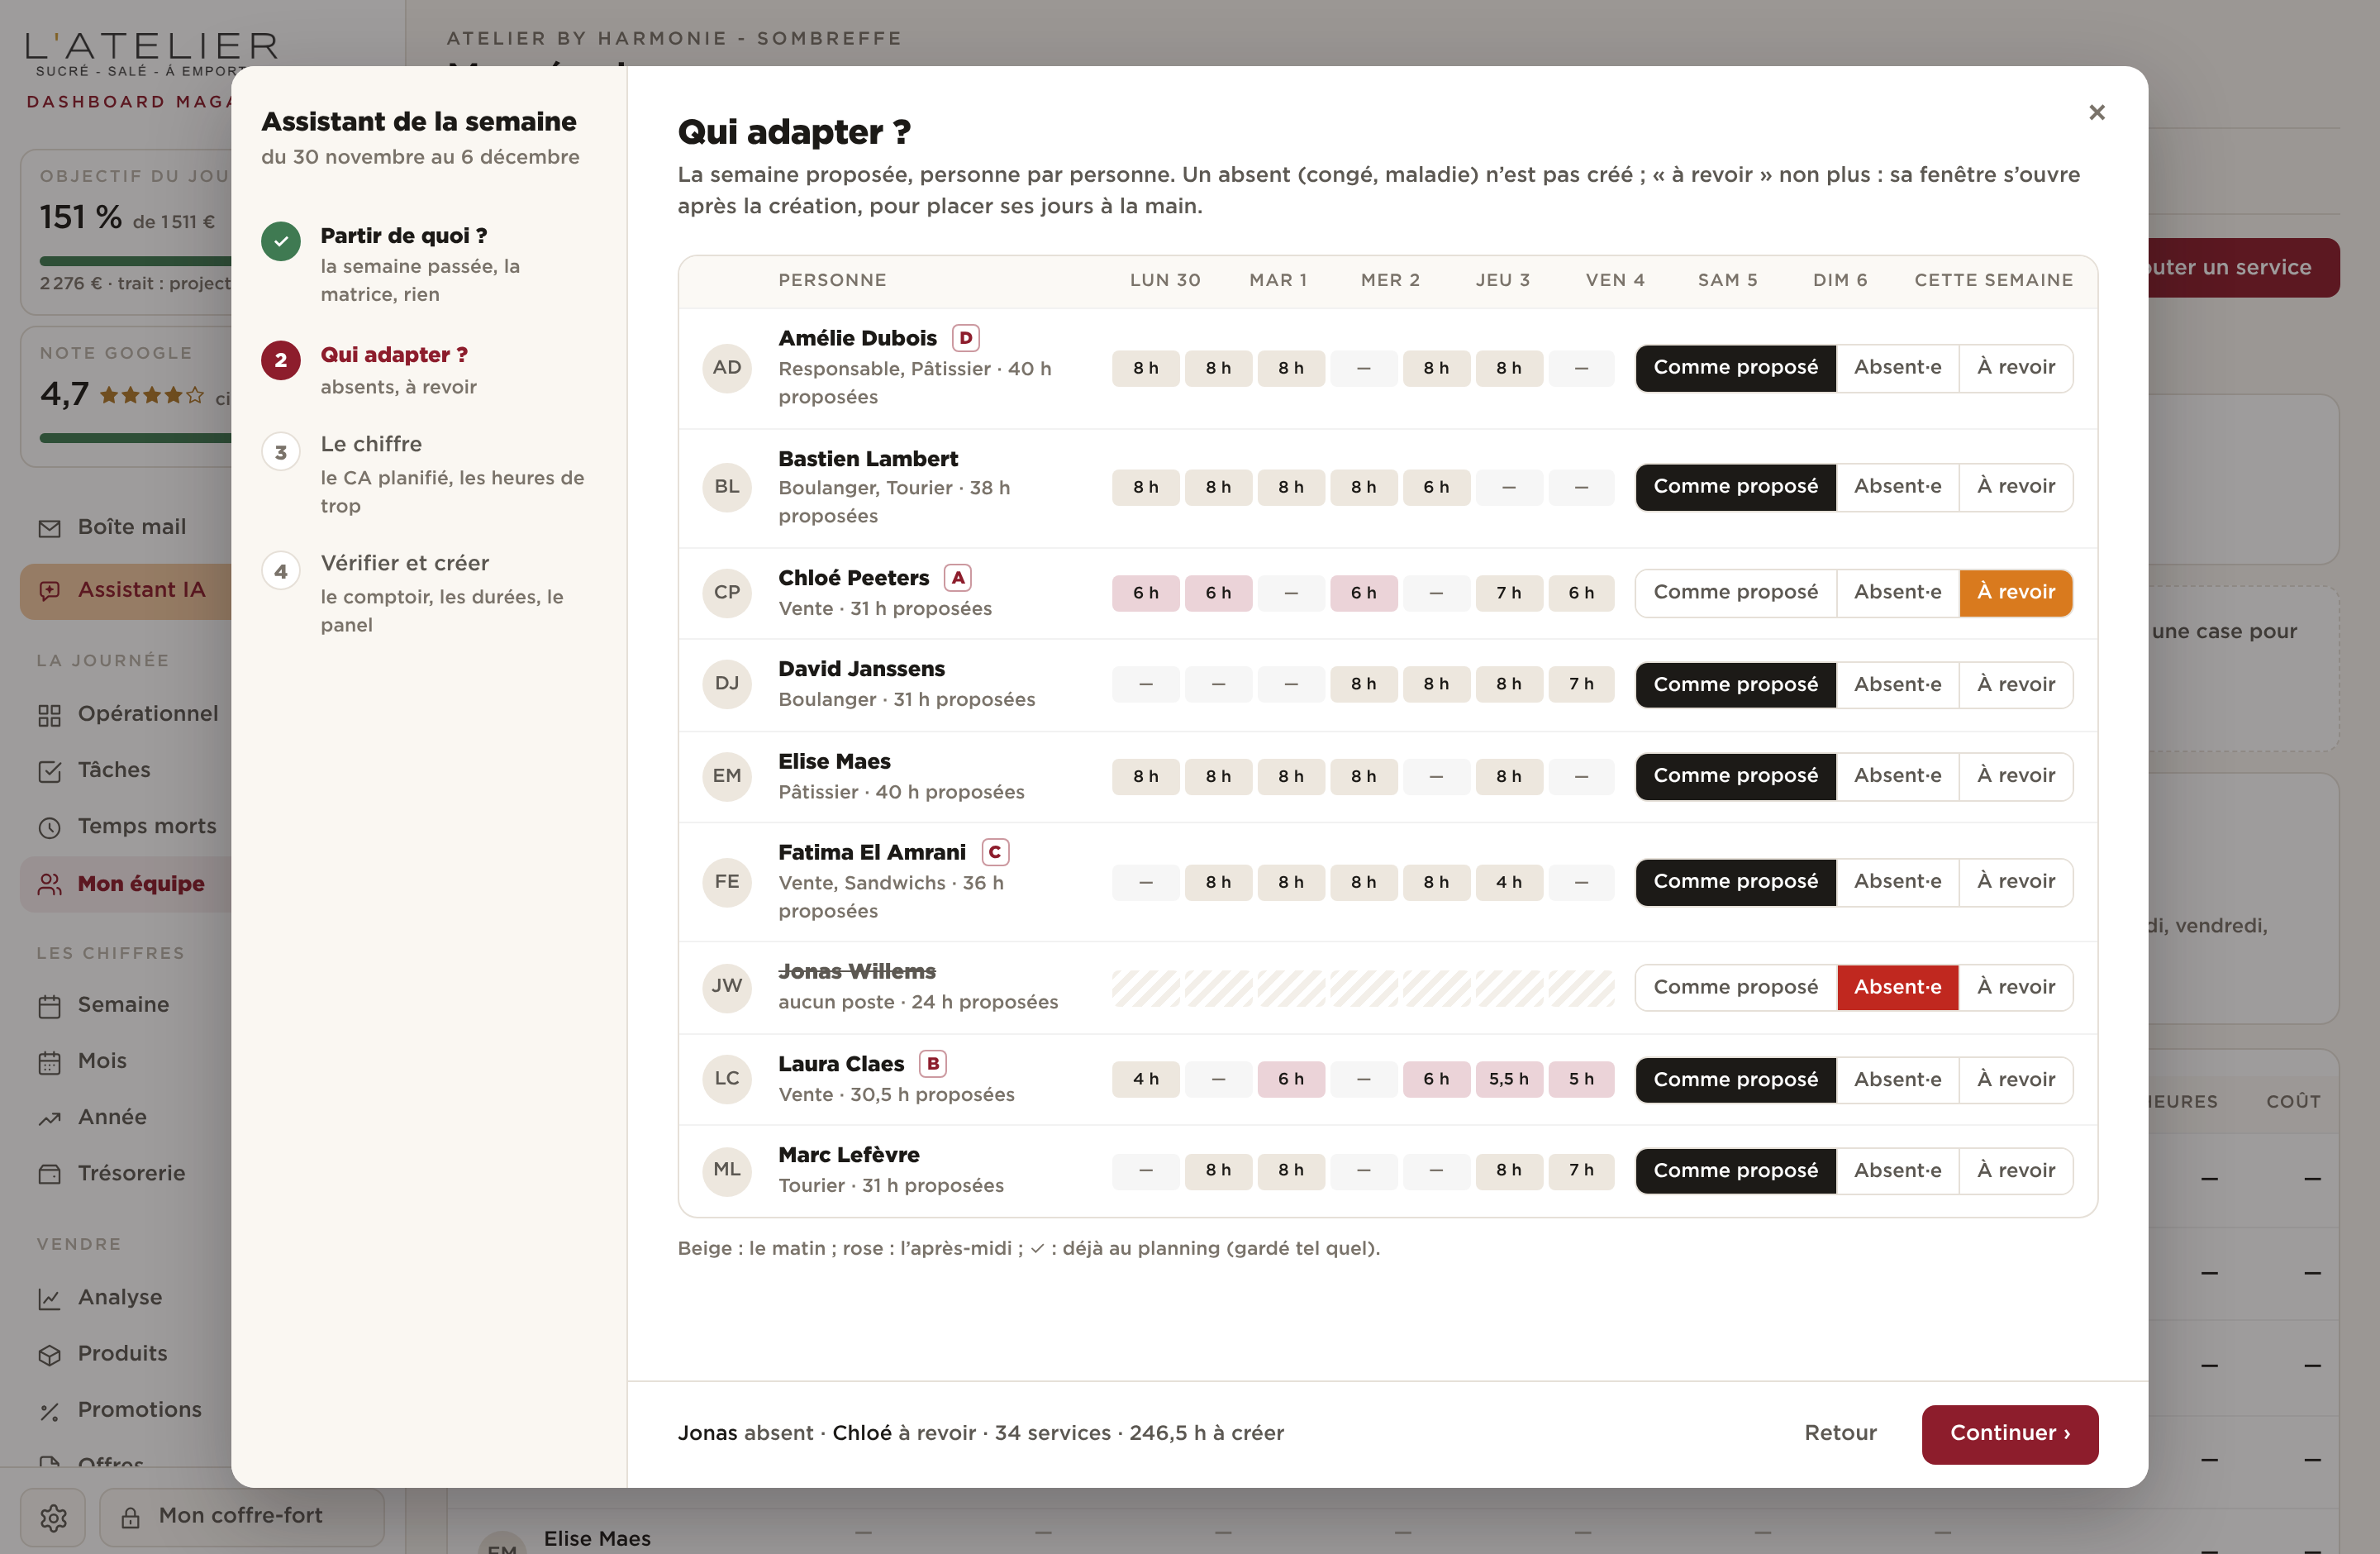 L'ATELIER
SUCRÉ - SALÉ - Á EMPORT
DASHBOARD MAGA
OBJECTIF DU JOU
151 % de 1 511 €
2 276 € · trait : project
NOTE GOOGLE
4,7
Boîte mail
Assistant IA
LA JOURNÉE
Opérationnel
Tâches
Temps morts
Mon équipe
LES CHIFFRES
Semaine
Mois
Année
Trésorerie
VENDRE
Analyse
Produits
Promotions
Offres
Mon coffre-fort
ATELIER BY HARMONIE - SOMBREFFE
Assistant de la semaine
du 30 novembre au 6 décembre
Partir de quoi ?
la semaine passée, la
matrice, rien
2 Qui adapter ?
absents, à revoir
3 Le chiffre
le CA planifié, les heures de
trop
4 Vérifier et créer
le comptoir, les durées, le
panel
Qui adapter ?
×
La semaine proposée, personne par personne. Un absent (congé, maladie) n’est pas créé ; « à revoir » non plus : sa fenêtre s’ouvre
après la création, pour placer ses jours à la main.
PERSONNE LUN 30 MAR 1 MER 2 JEU 3 VEN 4 SAM 5 DIM 6 CETTE SEMAINE
AD Amélie Dubois D
Responsable, Pâtissier · 40 h
proposées
8 h 8 h 8 h — 8 h 8 h — Comme proposé Absent·e À revoir
BL Bastien Lambert
Boulanger, Tourier · 38 h
proposées
8 h 8 h 8 h 8 h 6 h — — Comme proposé Absent·e À revoir
CP Chloé Peeters A
Vente · 31 h proposées
6 h 6 h — 6 h — 7 h 6 h Comme proposé Absent·e À revoir
DJ David Janssens
Boulanger · 31 h proposées
— — — 8 h 8 h 8 h 7 h Comme proposé Absent·e À revoir
EM Elise Maes
Pâtissier · 40 h proposées
8 h 8 h 8 h 8 h — 8 h — Comme proposé Absent·e À revoir
FE Fatima El Amrani C
Vente, Sandwichs · 36 h
proposées
— 8 h 8 h 8 h 8 h 4 h — Comme proposé Absent·e À revoir
JW Jonas Willems
aucun poste · 24 h proposées
Comme proposé Absent·e À revoir
LC Laura Claes B
Vente · 30,5 h proposées
4 h — 6 h — 6 h 5,5 h 5 h Comme proposé Absent·e À revoir
ML Marc Lefèvre
Tourier · 31 h proposées
— 8 h 8 h — — 8 h 7 h Comme proposé Absent·e À revoir
Beige : le matin ; rose : l’après-midi ; ✓ : déjà au planning (gardé tel quel).
Jonas absent · Chloé à revoir · 34 services · 246,5 h à créer
Retour
Continuer ›
outer un service
une case pour
di, vendredi,
HEURES COÛT
— —
— —
— —
— —
EM Elise Maes — — — — — — — — —